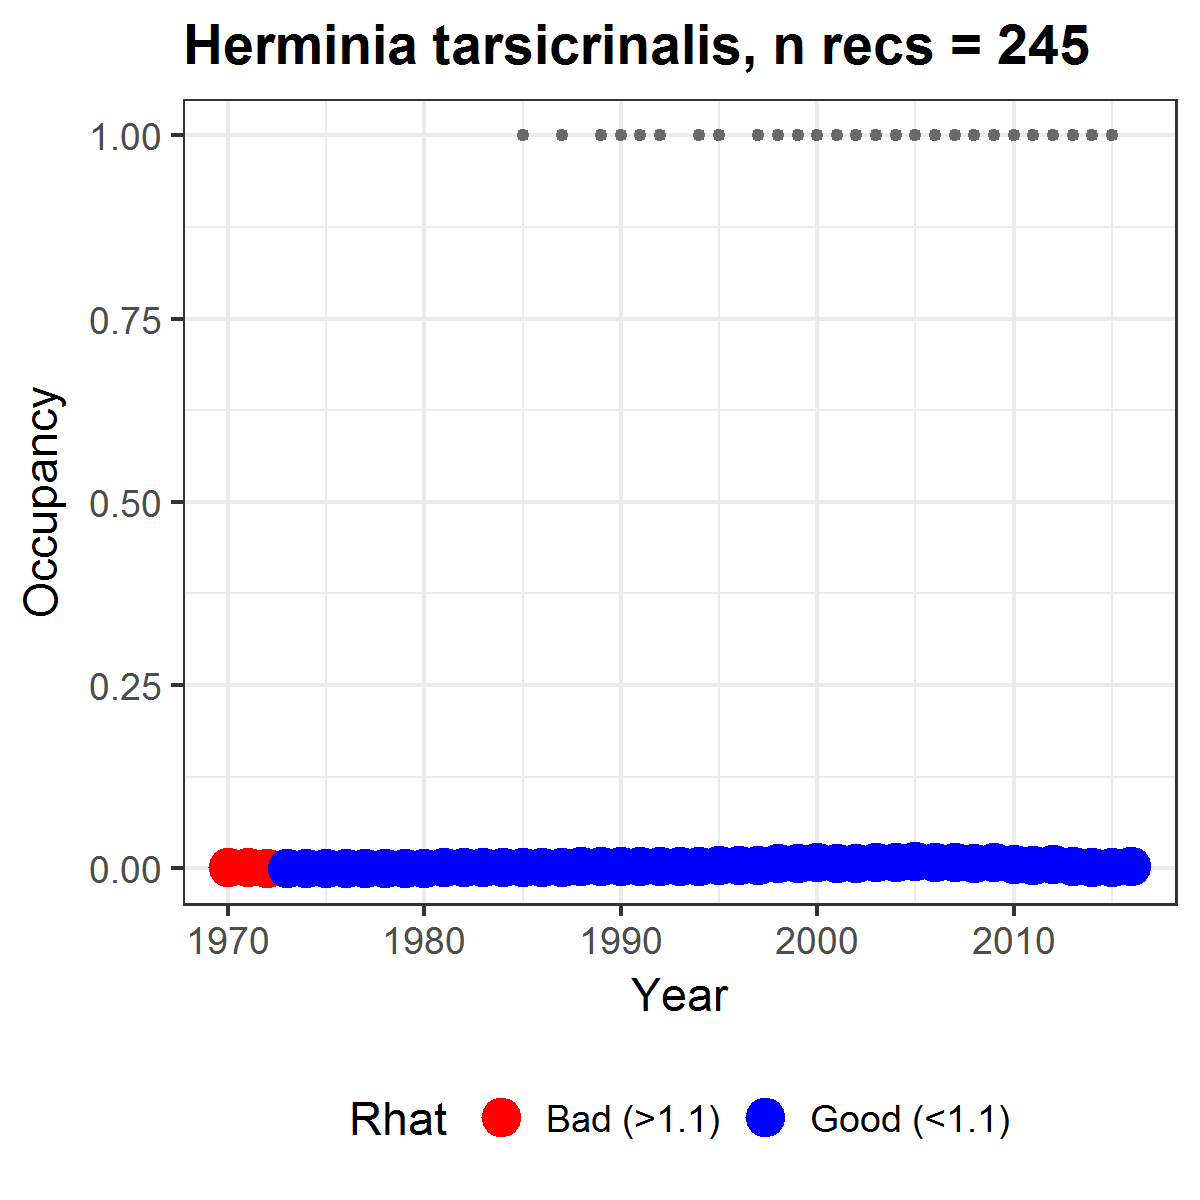 Herminia tarsicrinalis, n recs = 245
1.00
0.75
0.50
0.25
0.00
Occupancy
1970 1980 1990 2000 2010
Year
Rhat Bad (>1.1) Good (<1.1)